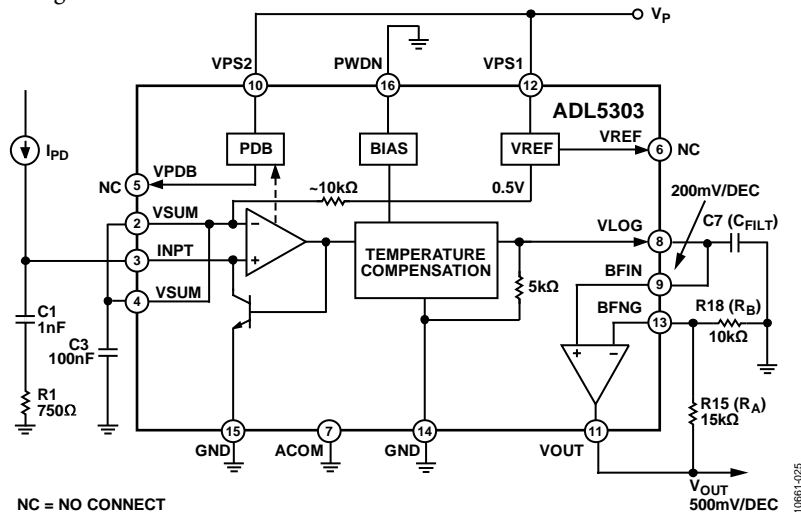 VP
VPS2
PWDN
VPS1
10
16
12
ADL5303
IPD
PDB
BIAS
VREF
VREF
6
NC
NC
5
VPDB
~10kΩ
0.5V
200mV/DEC
2
VSUM
−
C7 (CFILT)
VLOG
8
3
INPT
+
TEMPERATURE
COMPENSATION
5kΩ
BFIN
9
4
VSUM
BFNG
13
R18 (RB)
10kΩ
C1
1nF
C3
100nF
+
−
R1
750Ω
R15 (RA)
15kΩ
15
7
14
11
GND
ACOM
GND
VOUT
VOUT
500mV/DEC
NC = NO CONNECT
10661-025